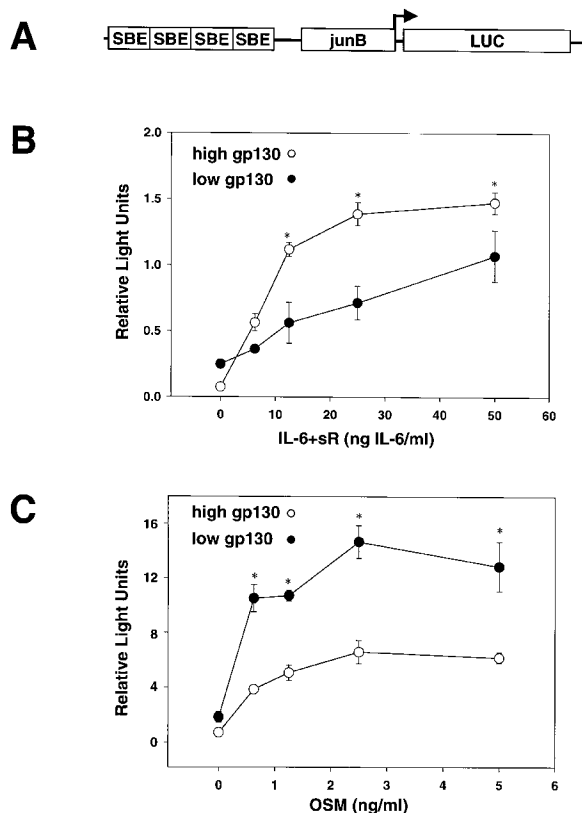 A
SBE SBE SBE SBE junB LUC
B
2.0
1.5
1.0
0.5
0.0
Relative Light Units
high gp130
low gp130
*
*
*
0 10 20 30 40 50 60
IL-6+sR (ng IL-6/ml)
C
16
12
8
4
0
Relative Light Units
high gp130
low gp130
*
*
*
*
0 1 2 3 4 5 6
OSM (ng/ml)